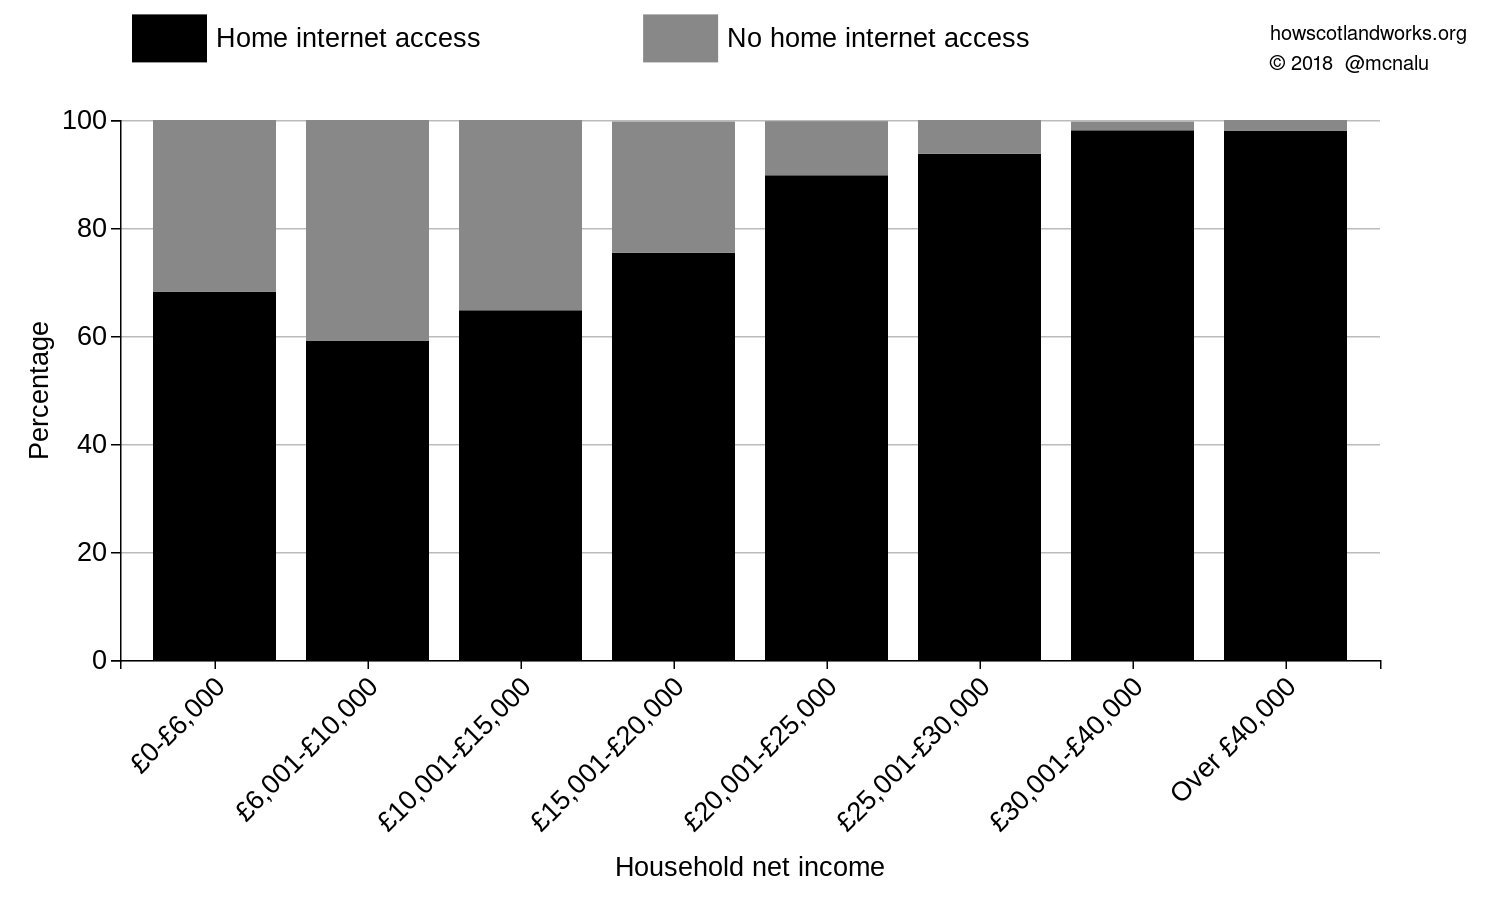 Home internet access
No home internet access
howscotlandworks.org
© 2018 @mcnalu
100
80
60
40
20
0
Percentage
£0-£6,000
£6,001-£10,000
£10,001-£15,000
£15,001-£20,000
£20,001-£25,000
£25,001-£30,000
£30,001-£40,000
Over £40,000
Household net income